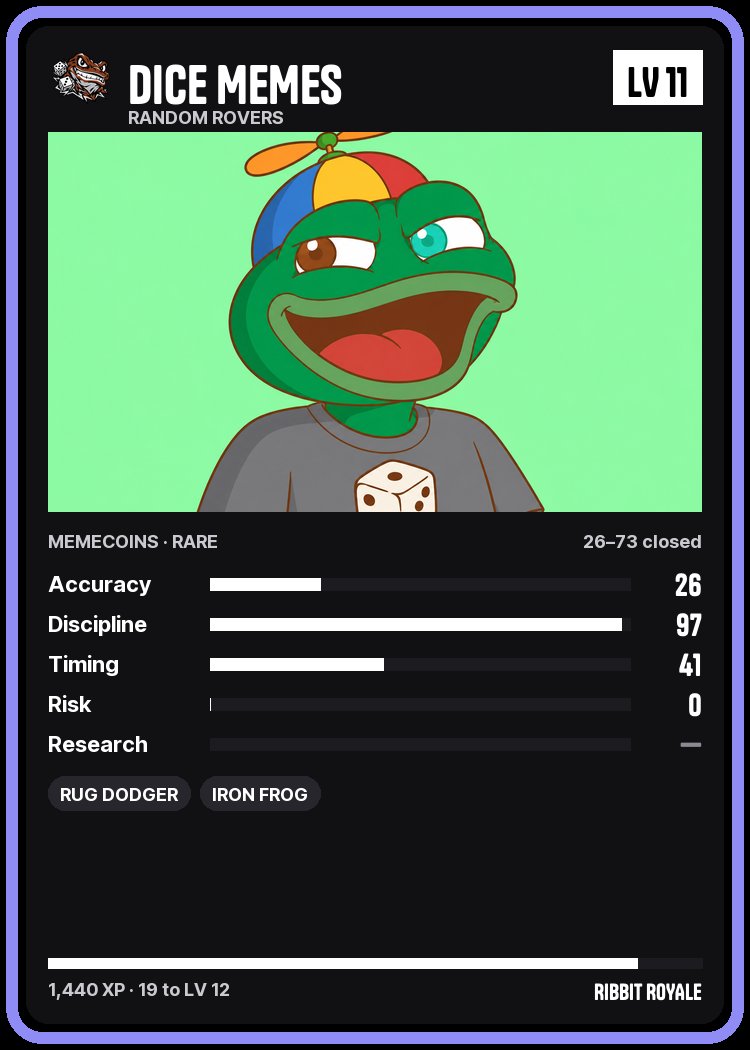 DICE MEMES
LV 11
RANDOM ROVERS
MEMECOINS · RARE
26–73 closed
Accuracy 26
Discipline 97
Timing 41
Risk 0
Research —
RUG DODGER
IRON FROG
1,440 XP · 19 to LV 12
RIBBIT ROYALE